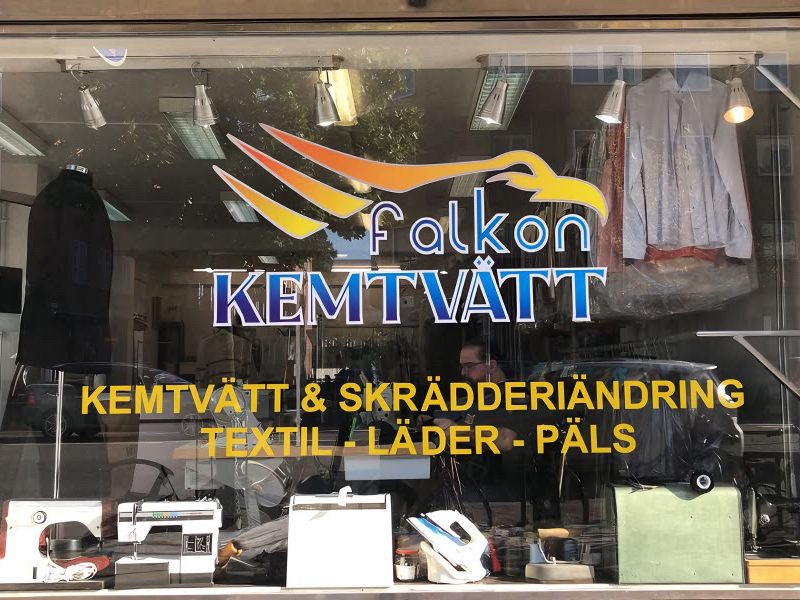 falkon
KEMTVÄTT
KEMTVÄTT & SKRÄDDERIÄNDRING
TEXTIL - LÄDER - PÄLS